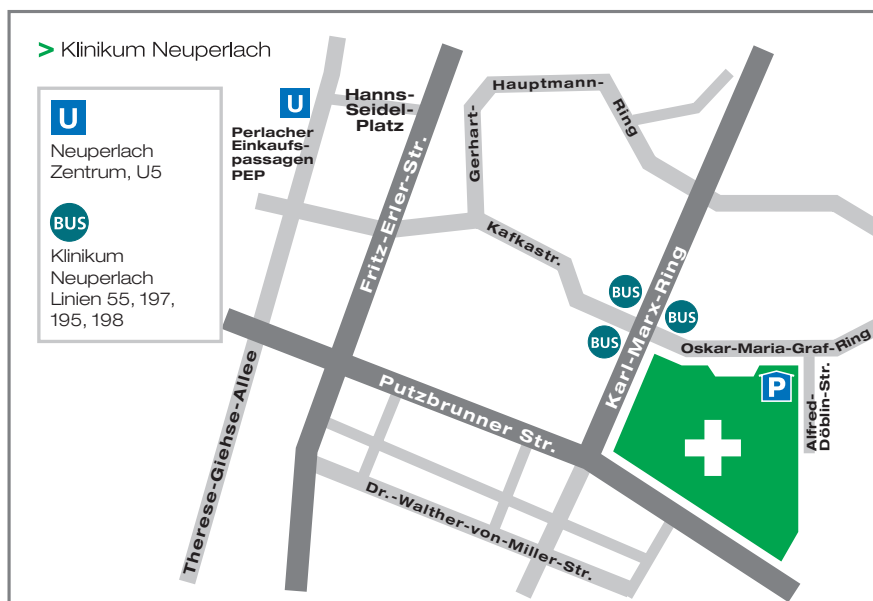 > Klinikum Neuperlach
U
Neuperlach
Zentrum, U5
BUS
Klinikum
Neuperlach
Linien 55, 197,
195, 198
U
Perlacher
Einkaufs-
passagen
PEP
Hanns-
Seidel-
Platz
Fritz-Erler-Str.
Gerhart-
Hauptmann-
Ring
Kafkastr.
Karl-Marx-Ring
BUS
BUS
BUS
Oskar-Maria-Graf-Ring
P
Alfred-
Döblin-Str.
Putzbrunner Str.
Therese-Giehse-Allee
Dr.-Walther-von-Miller-Str.